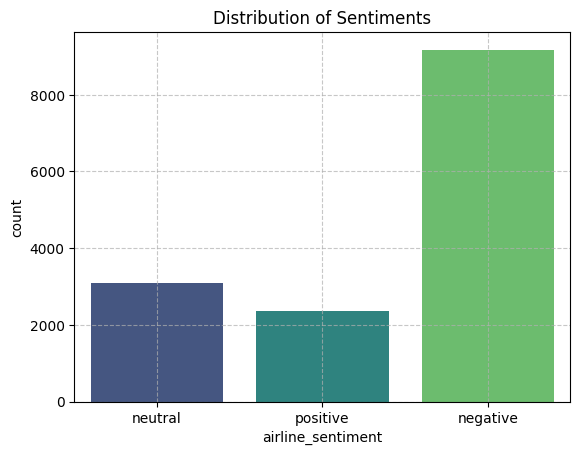 Distribution of Sentiments
8000
6000
4000
2000
0
count
neutral positive negative
airline_sentiment